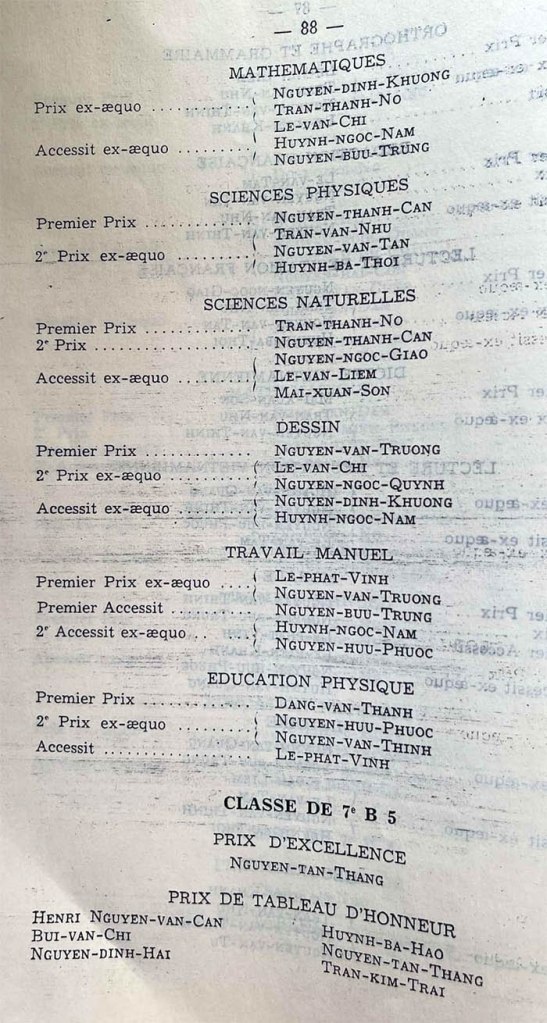 — 88 —
MATHEMATIQUES
NGUYEN-DINH-KHUONG
Prix ex-æquo .......... TRAN-THANH-NO
LE-VAN-CHI
Accessit ex-æquo ........ HUYNH-NGOC-NAM
NGUYEN-BUU-TRUNG
SCIENCES PHYSIQUES
Premier Prix .............. NGUYEN-THANH-CAN
TRAN-VAN-NHU
2e Prix ex-æquo ........ NGUYEN-VAN-TAN
HUYNH-BA-THOI
SCIENCES NATURELLES
Premier Prix .............. TRAN-THANH-NO
2e Prix .................. NGUYEN-THANH-CAN
NGUYEN-NGOC-GIAO
Accessit ex-æquo ........ LE-VAN-LIEM
MAI-XUAN-SON
DESSIN
Premier Prix .............. NGUYEN-VAN-TRUONG
2e Prix ex-æquo ........ LE-VAN-CHI
NGUYEN-NGOC-QUYNH
Accessit ex-æquo ........ NGUYEN-DINH-KHUONG
HUYNH-NGOC-NAM
TRAVAIL MANUEL
Premier Prix ex-æquo .... LE-PHAT-VINH
NGUYEN-VAN-TRUONG
Premier Accessit .......... NGUYEN-BUU-TRUNG
2e Accessit ex-æquo .. HUYNH-NGOC-NAM
NGUYEN-HUU-PHUOC
EDUCATION PHYSIQUE
Premier Prix .............. DANG-VAN-THANH
2e Prix ex-æquo ........ NGUYEN-HUU-PHUOC
NGUYEN-VAN-THINH
Accessit .................. LE-PHAT-VINH
CLASSE DE 7e B 5
PRIX D'EXCELLENCE
NGUYEN-TAN-THANG
PRIX DE TABLEAU D'HONNEUR
HENRI NGUYEN-VAN-CAN
BUI-VAN-CHI
NGUYEN-DINH-HAI
HUYNH-BA-HAO
NGUYEN-TAN-THANG
TRAN-KIM-TRAI